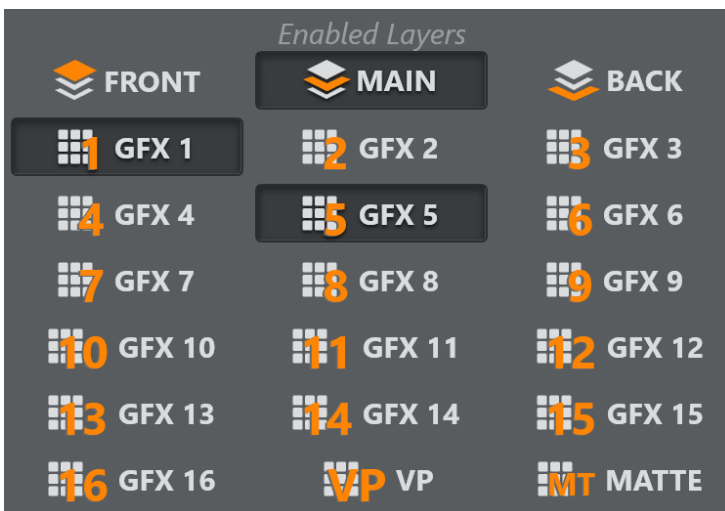 Enabled Layers
FRONT MAIN BACK
1 GFX 1 2 GFX 2 3 GFX 3
4 GFX 4 5 GFX 5 6 GFX 6
7 GFX 7 8 GFX 8 9 GFX 9
10 GFX 10 11 GFX 11 12 GFX 12
13 GFX 13 14 GFX 14 15 GFX 15
16 GFX 16 VP VP MT MATTE